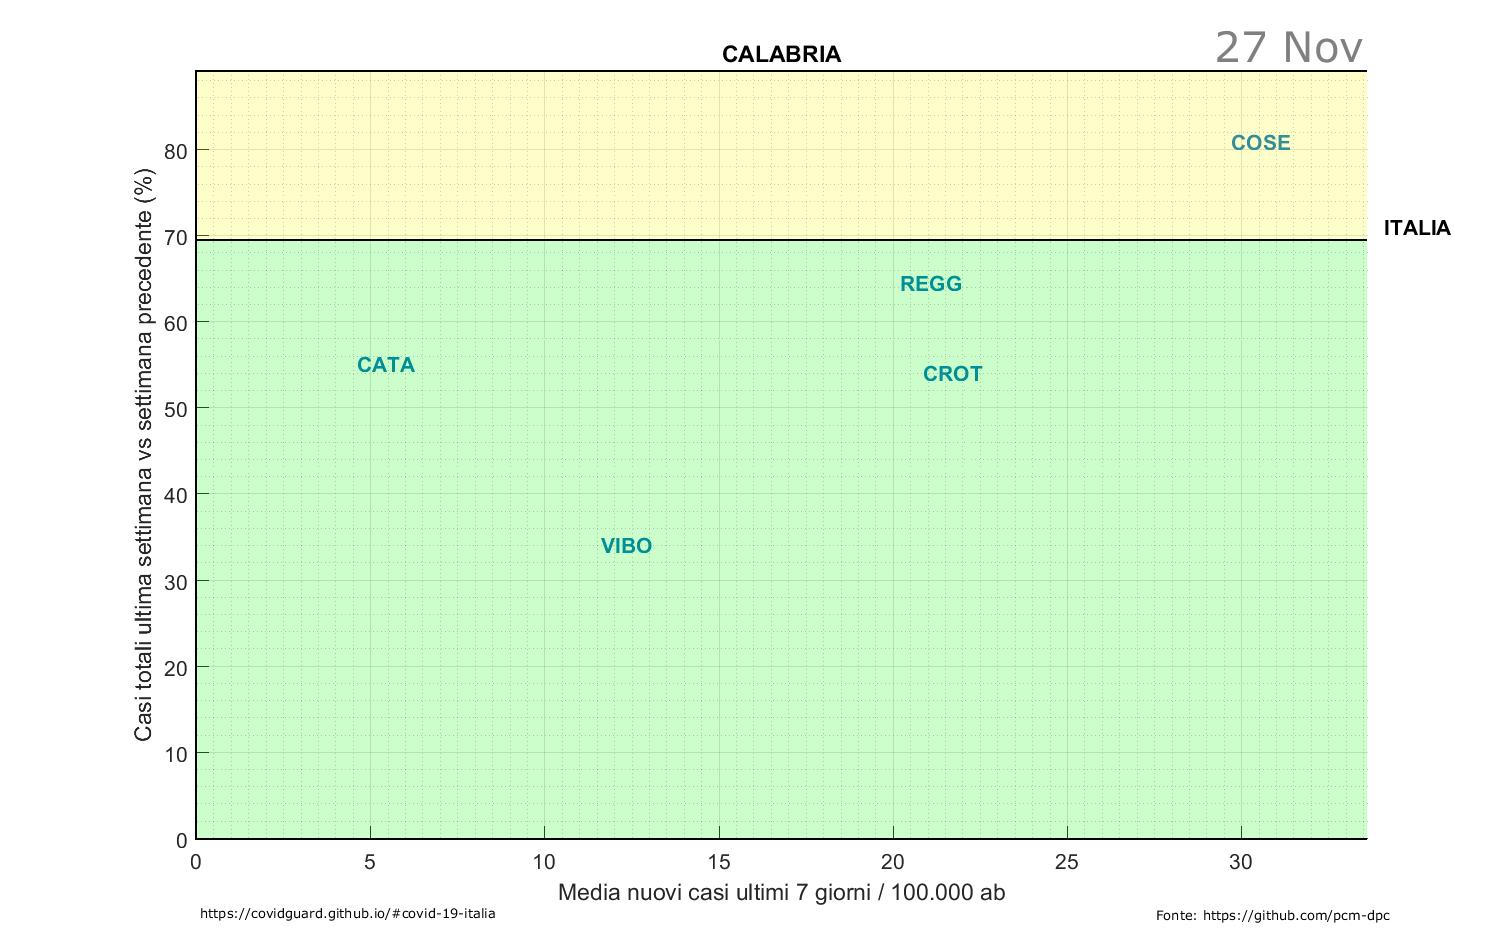 CALABRIA
27 Nov
COSE
ITALIA
REGG
CATA
CROT
VIBO
Casi totali ultima settimana vs settimana precedente (%)
80
70
60
50
40
30
20
10
0
0 5 10 15 20 25 30
Media nuovi casi ultimi 7 giorni / 100.000 ab
https://covidguard.github.io/#covid-19-italia
Fonte: https://github.com/pcm-dpc